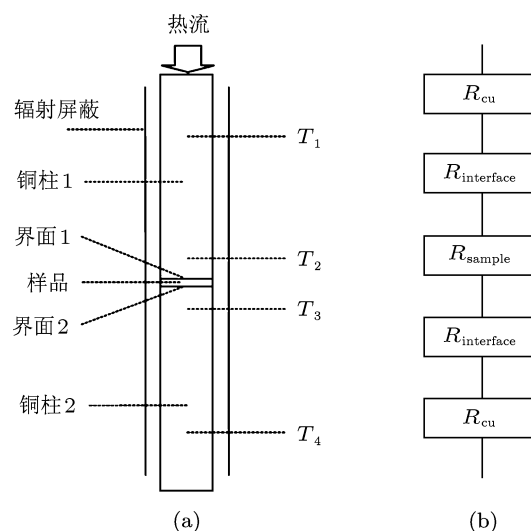 热流
辐射屏蔽
T1
铜柱1
界面1
T2
样品
T3
界面2
铜柱2
T4
(a)
Rcu
Rinterface
Rsample
Rinterface
Rcu
(b)